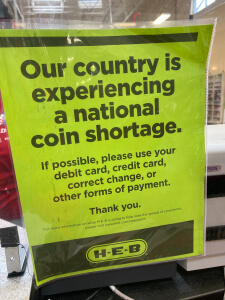 Our country is
experiencing
a national
coin shortage.
If possible, please use your
debit card, credit card,
correct change, or
other forms of payment.
Thank you.
H-E-B